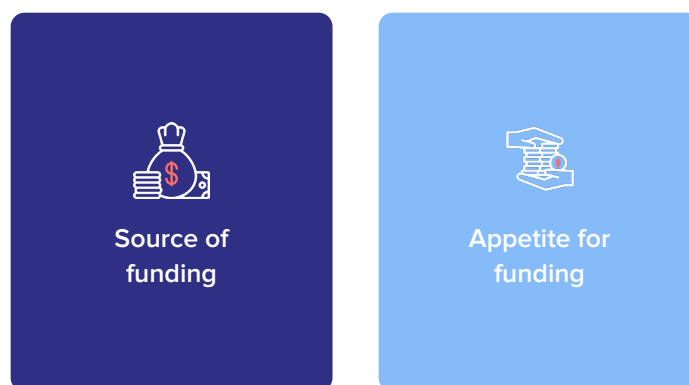 $
Source of
funding
$
Appetite for
funding